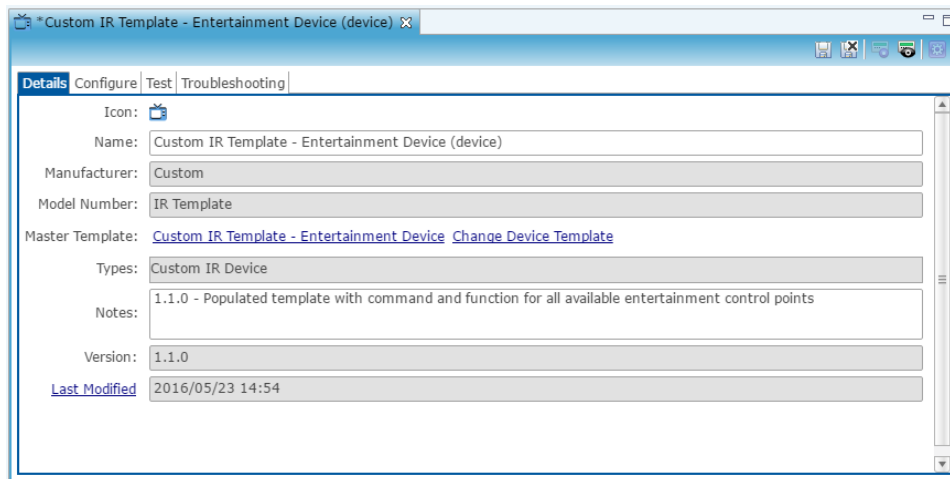 *Custom IR Template - Entertainment Device (device)
Details Configure Test Troubleshooting
Icon:
Name: Custom IR Template - Entertainment Device (device)
Manufacturer: Custom
Model Number: IR Template
Master Template: Custom IR Template - Entertainment Device Change Device Template
Types: Custom IR Device
Notes: 1.1.0 - Populated template with command and function for all available entertainment control points
Version: 1.1.0
Last Modified 2016/05/23 14:54